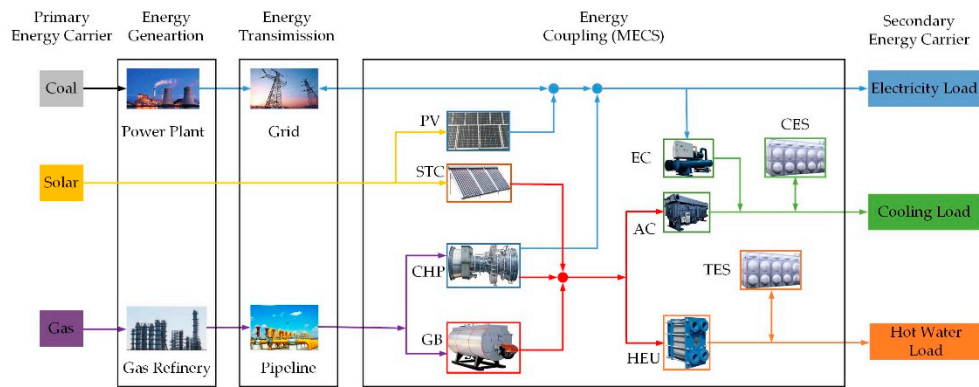 Primary
Energy Carrier
Energy
Geneartion
Energy
Transimission
Energy
Coupling (MECS)
Secondary
Energy Carrier
Coal
Power Plant
Grid
Electricity Load
PV
EC
CES
Solar
STC
AC
Cooling Load
CHP
TES
Gas
Gas Refinery
Pipeline
GB
HEU
Hot Water
Load